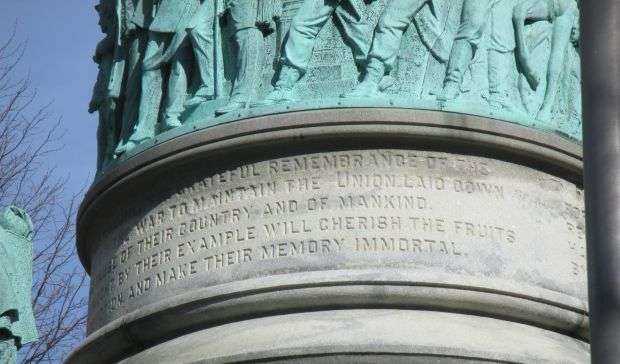 GRATEFUL REMEMBRANCE OF THE
WAR TO MAINTAIN THE UNION LAID DOWN
OF THEIR COUNTRY AND OF MANKIND.
BY THEIR EXAMPLE WILL CHERISH THE FRUITS
AND MAKE THEIR MEMORY IMMORTAL.